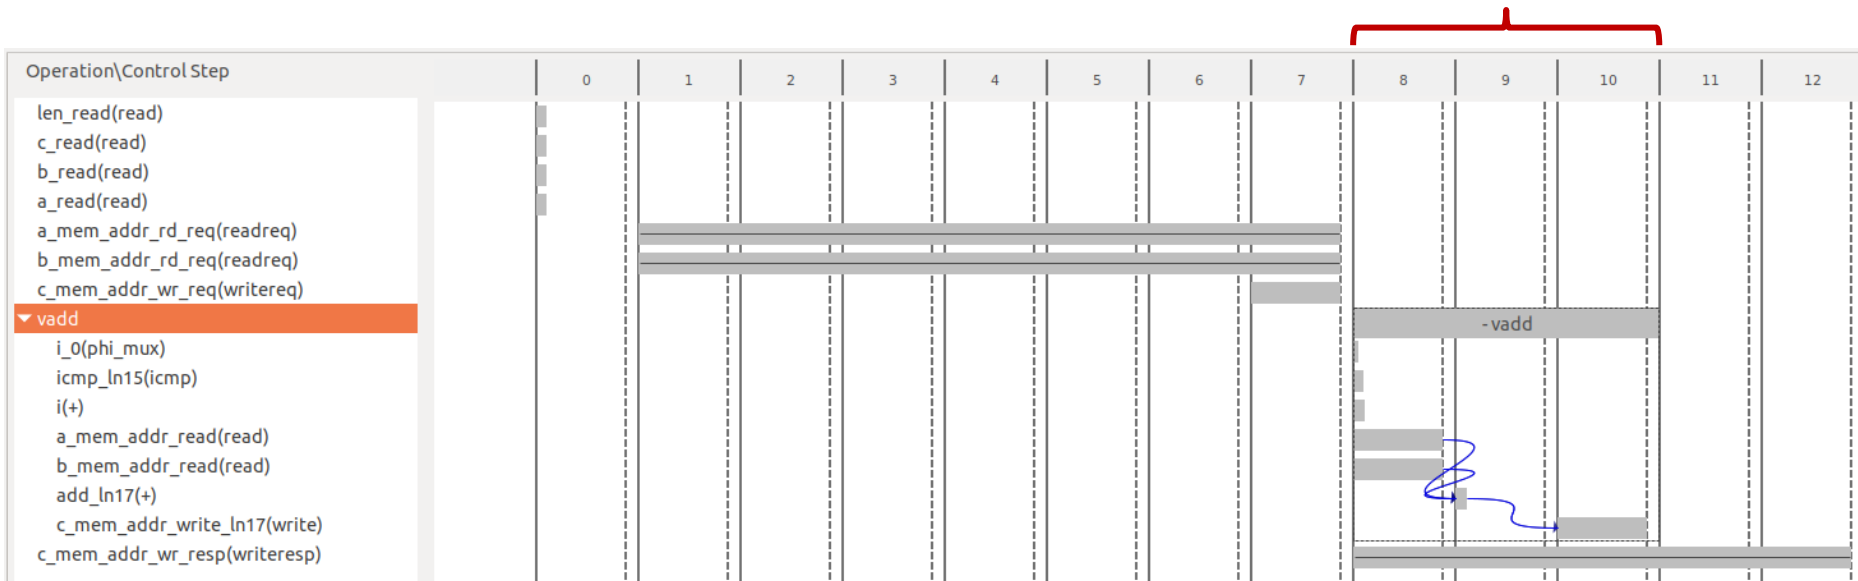 Operation\Control Step 0 1 2 3 4 5 6 7 8 9 10 11 12
len_read(read)
c_read(read)
b_read(read)
a_read(read)
a_mem_addr_rd_req(readreq)
b_mem_addr_rd_req(readreq)
c_mem_addr_wr_req(writereq)
vadd -vadd
i_0(phi_mux)
icmp_ln15(icmp)
i(+)
a_mem_addr_read(read)
b_mem_addr_read(read)
add_ln17(+)
c_mem_addr_write_ln17(write)
c_mem_addr_wr_resp(writeresp)